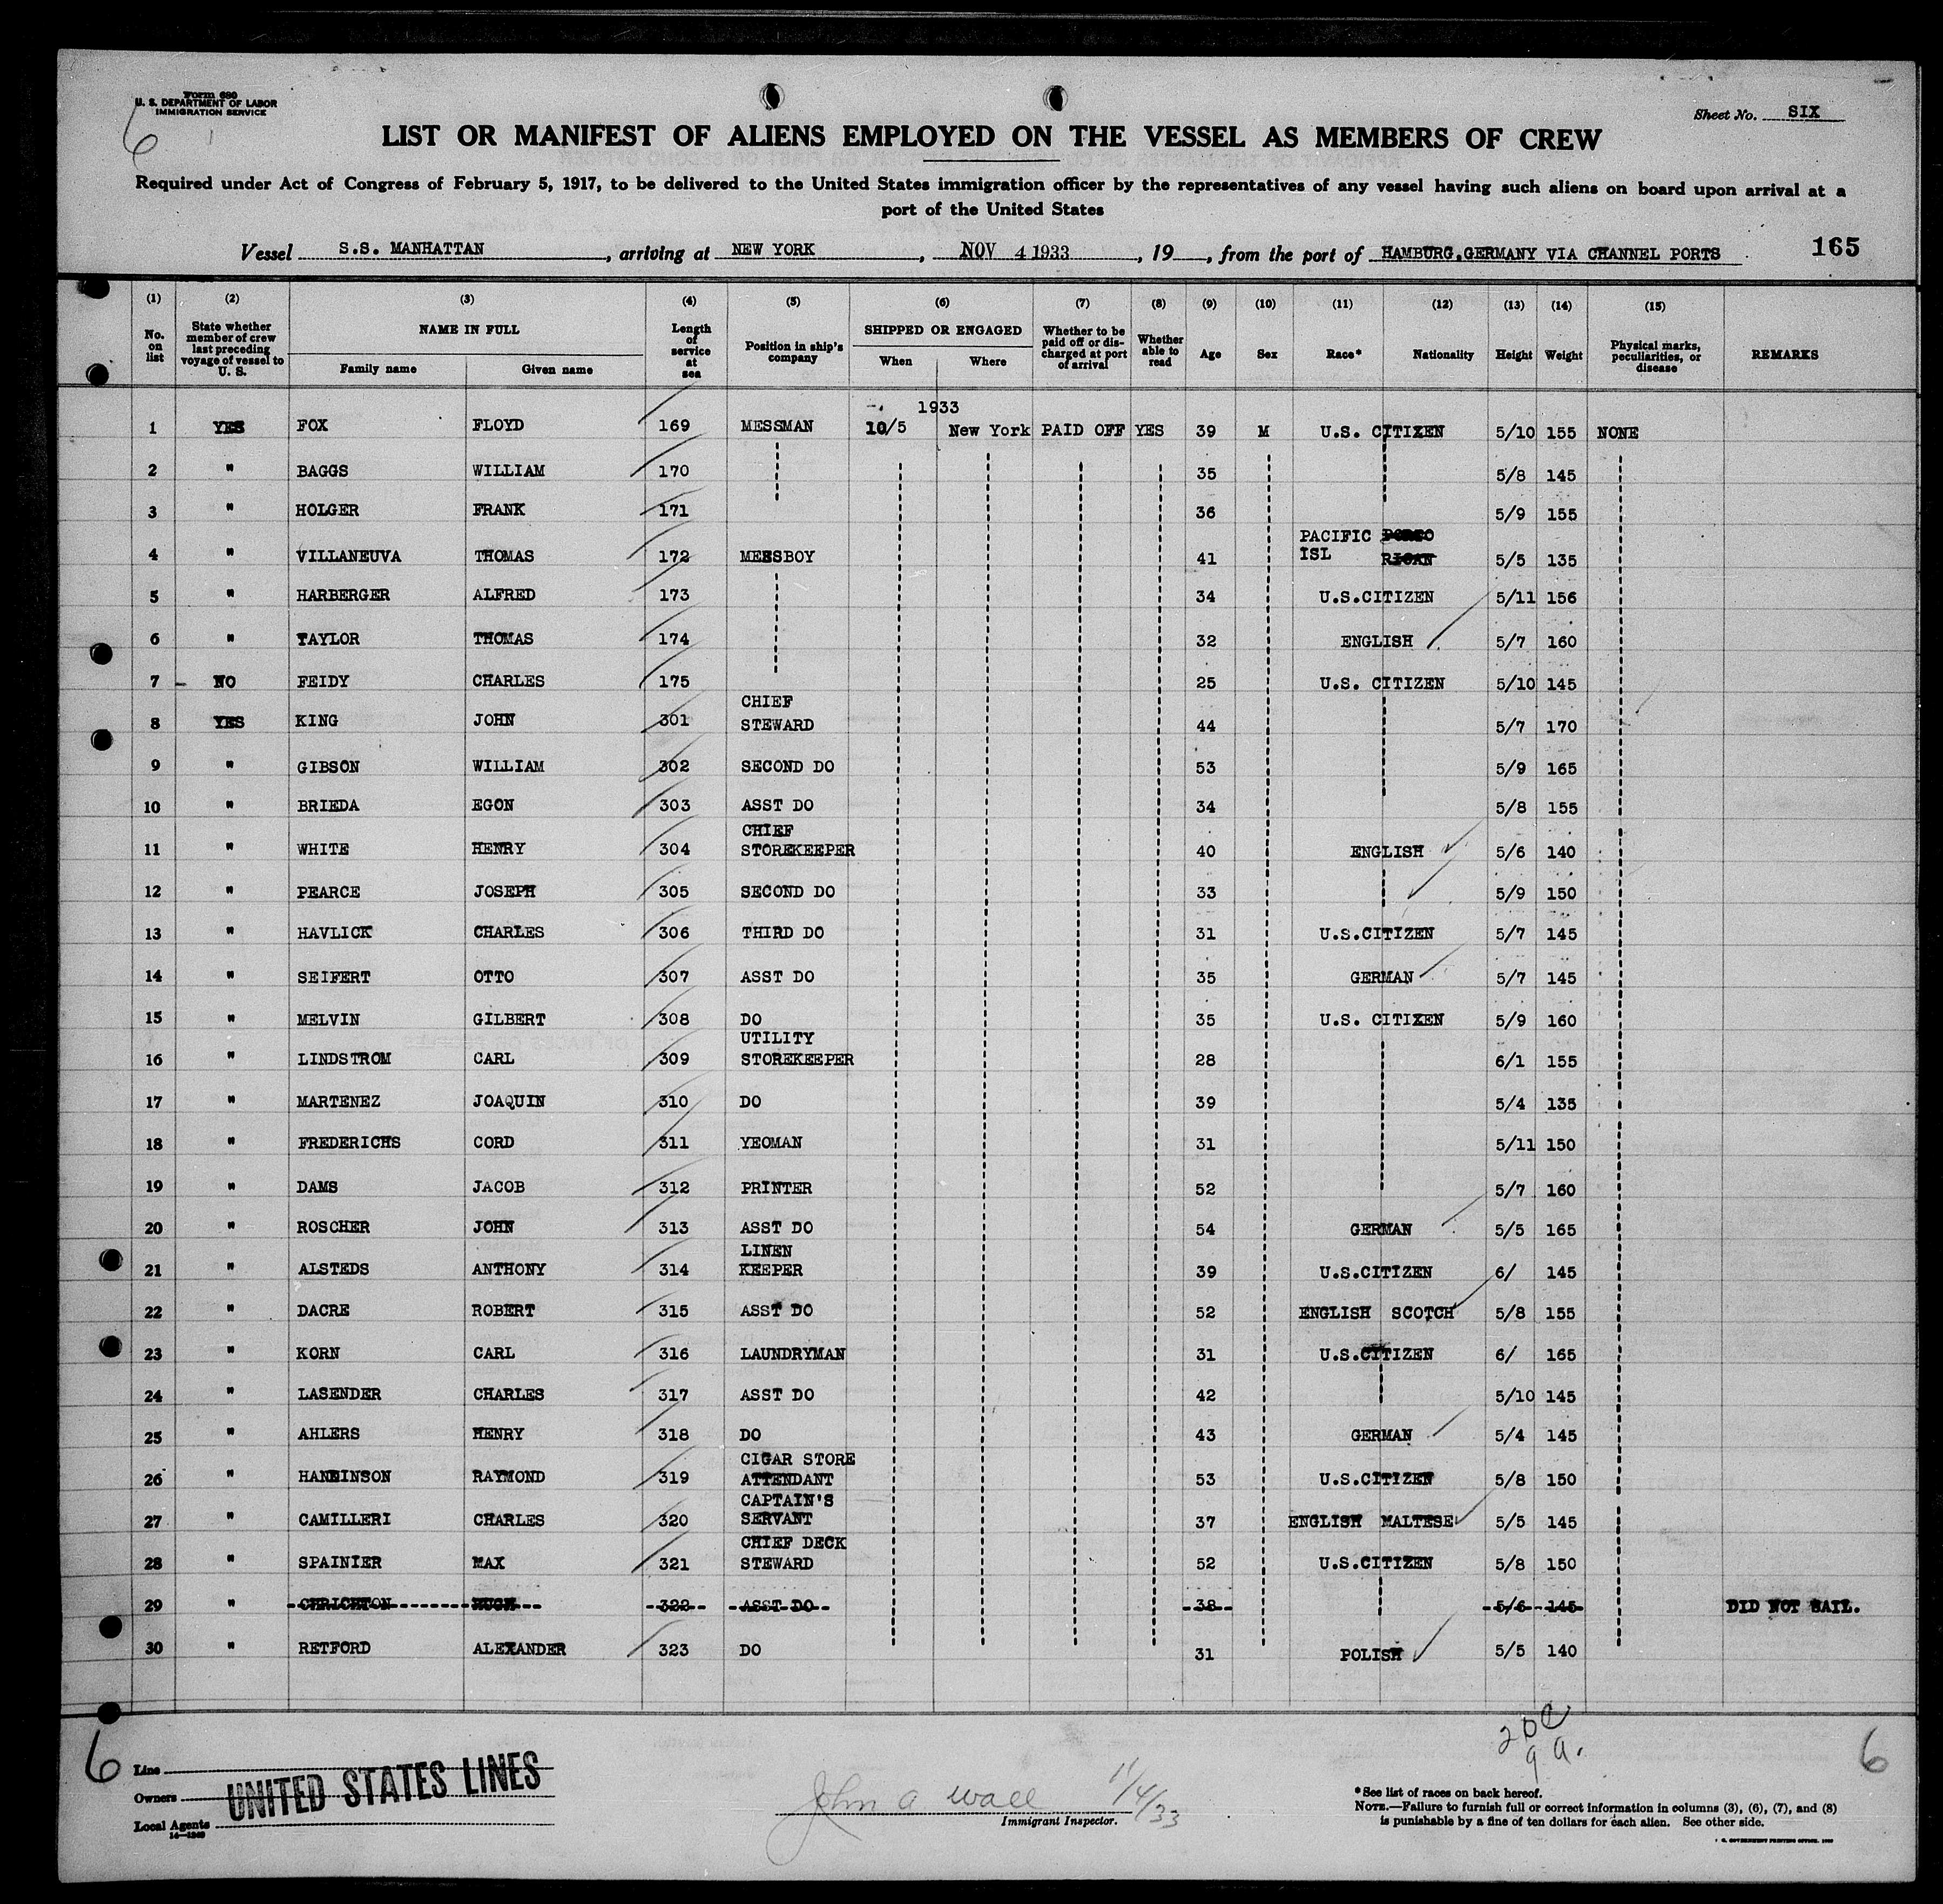 Form 680
U. S. DEPARTMENT OF LABOR
IMMIGRATION SERVICE
6
Sheet No. SIX
LIST OR MANIFEST OF ALIENS EMPLOYED ON THE VESSEL AS MEMBERS OF CREW
Required under Act of Congress of February 5, 1917, to be delivered to the United States immigration officer by the representatives of any vessel having such aliens on board upon arrival at a
port of the United States
Vessel S.S. MANHATTAN, arriving at NEW YORK, NOV 4 1933, 19, from the port of HAMBURG,GERMANY VIA CHANNEL PORTS 165
(1) (2) (3) (4) (5) (6) (7) (8) (9) (10) (11) (12) (13) (14) (15)
No. on list State whether member of crew last preceding voyage of vessel to U. S. NAME IN FULL Family name Given name Length of service at sea Position in ship's company SHIPPED OR ENGAGED When Where Whether to be paid off or discharged at port of arrival Whether able to read Age Sex Race* Nationality Height Weight Physical marks, peculiarities, or disease REMARKS
1933
1 YES FOX FLOYD 169 MESSMAN 10/5 New York PAID OFF YES 39 M U.S. CITIZEN 5/10 155 NONE
2 " BAGGS WILLIAM 170 35 5/8 145
3 " HOLGER FRANK 171 36 5/9 155
4 " VILLANEUVA THOMAS 172 MESSBOY 41 PACIFIC ISL PORTO RICAN 5/5 135
5 " HARBERGER ALFRED 173 34 U.S.CITIZEN 5/11 156
6 " TAYLOR THOMAS 174 32 ENGLISH 5/7 160
7 - NO FEIDY CHARLES 175 25 U.S. CITIZEN 5/10 145
8 YES KING JOHN 301 CHIEF STEWARD 44 5/7 170
9 " GIBSON WILLIAM 302 SECOND DO 53 5/9 165
10 " BRIEDA EGON 303 ASST DO 34 5/8 155
11 " WHITE HENRY 304 CHIEF STOREKEEPER 40 ENGLISH 5/6 140
12 " PEARCE JOSEPH 305 SECOND DO 33 5/9 150
13 " HAVLICK CHARLES 306 THIRD DO 31 U.S.CITIZEN 5/7 145
14 " SEIFERT OTTO 307 ASST DO 35 GERMAN 5/7 145
15 " MELVIN GILBERT 308 DO 35 U.S. CITIZEN 5/9 160
16 " LINDSTROM CARL 309 UTILITY STOREKEEPER 28 6/1 155
17 " MARTENEZ JOAQUIN 310 DO 39 5/4 135
18 " FREDERICHS CORD 311 YEOMAN 31 5/11 150
19 " DAMS JACOB 312 PRINTER 52 5/7 160
20 " ROSCHER JOHN 313 ASST DO 54 GERMAN 5/5 165
21 " ALSTEDS ANTHONY 314 LINEN KEEPER 39 U.S.CITIZEN 6/ 145
22 " DACRE ROBERT 315 ASST DO 52 ENGLISH SCOTCH 5/8 155
23 " KORN CARL 316 LAUNDRYMAN 31 U.S.CITIZEN 6/ 165
24 " LASENDER CHARLES 317 ASST DO 42 5/10 145
25 " AHLERS HENRY 318 DO 43 GERMAN 5/4 145
26 " RAYMOND 319 CIGAR STORE ATTENDANT 53 U.S.CITIZEN 5/8 150
27 " CAMILLERI CHARLES 320 CAPTAIN'S SERVANT 37 ENGLISH MALTESE 5/5 145
28 " SPAINIER MAX 321 CHIEF DECK STEWARD 52 U.S.CITIZEN 5/8 150
29 " CHRICHTON HUGH 322 ASST DO 38 5/6 145 DID NOT SAIL.
30 " RETFORD ALEXANDER 323 DO 31 POLISH 5/5 140
20 C
9 a.
6
6
Line
Owners UNITED STATES LINES
Local Agents
14—1240
John A Wall 11/4/33
Immigrant Inspector.
*See list of races on back hereof.
NOTE.—Failure to furnish full or correct information in columns (3), (6), (7), and (8)
is punishable by a fine of ten dollars for each alien. See other side.